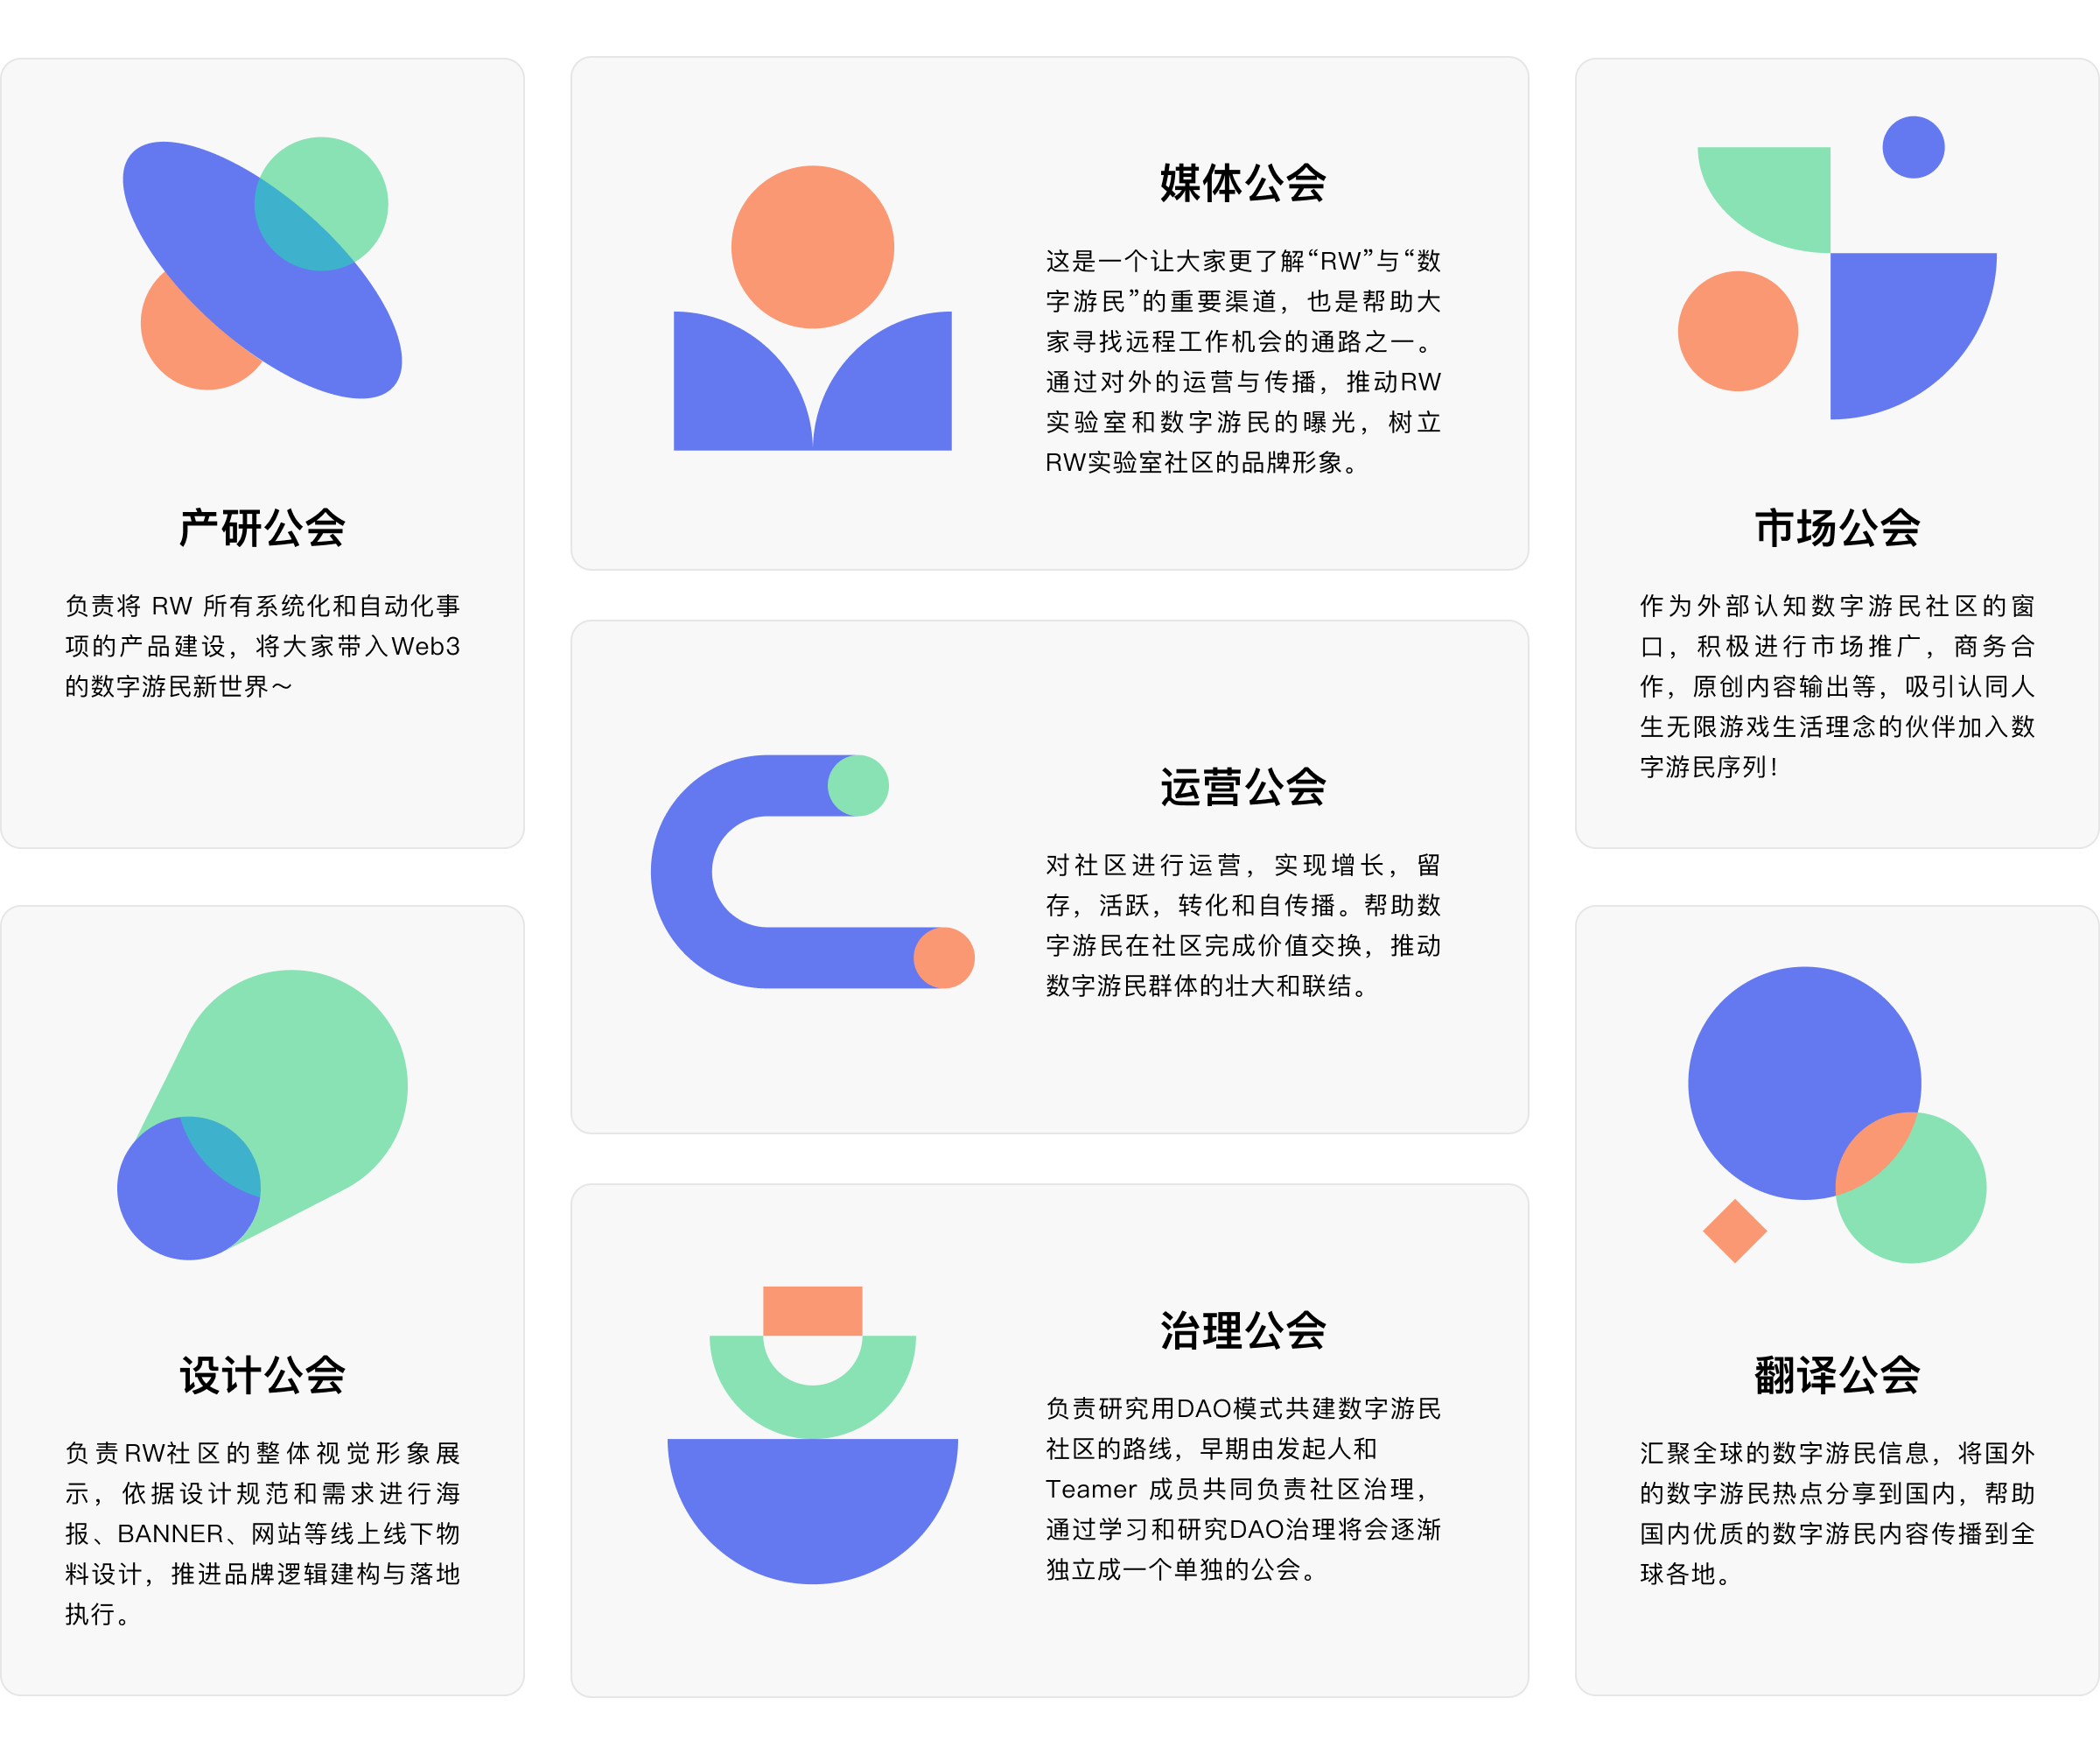 产研公会
负责将 RW 所有系统化和自动化事
项的产品建设，将大家带入Web3
的数字游民新世界～
设计公会
负责RW社区的整体视觉形象展
示，依据设计规范和需求进行海
报、BANNER、网站等线上线下物
料设计，推进品牌逻辑建构与落地
执行。
媒体公会
这是一个让大家更了解“RW”与“数
字游民”的重要渠道，也是帮助大
家寻找远程工作机会的通路之一。
通过对外的运营与传播，推动RW
实验室和数字游民的曝光，树立
RW实验室社区的品牌形象。
运营公会
对社区进行运营，实现增长，留
存，活跃，转化和自传播。帮助数
字游民在社区完成价值交换，推动
数字游民群体的壮大和联结。
治理公会
负责研究用DAO模式共建数字游民
社区的路线，早期由发起人和
Teamer 成员共同负责社区治理，
通过学习和研究DAO治理将会逐渐
独立成一个单独的公会。
市场公会
作为外部认知数字游民社区的窗
口，积极进行市场推广，商务合
作，原创内容输出等，吸引认同人
生无限游戏生活理念的伙伴加入数
字游民序列！
翻译公会
汇聚全球的数字游民信息，将国外
的数字游民热点分享到国内，帮助
国内优质的数字游民内容传播到全
球各地。